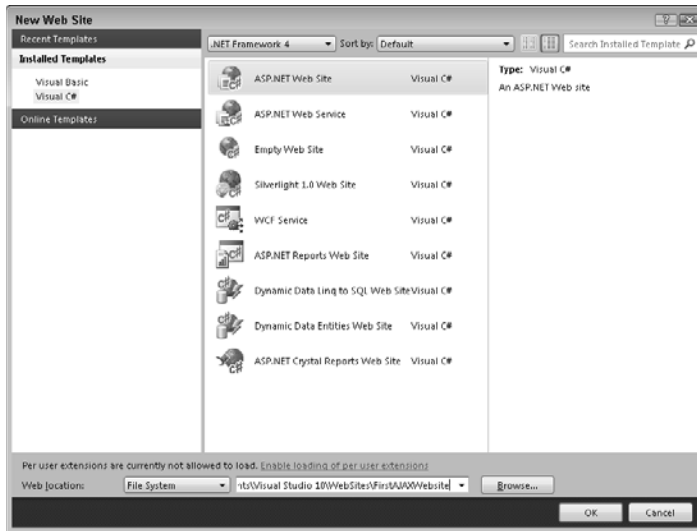 New Web Site
Recent Templates
.NET Framework 4
Sort by: Default
Search Installed Template
Installed Templates
Visual Basic
Visual C#
Online Templates
ASP.NET Web Site Visual C#
ASP.NET Web Service Visual C#
Empty Web Site Visual C#
Silverlight 1.0 Web Site Visual C#
WCF Service Visual C#
ASP.NET Reports Web Site Visual C#
Dynamic Data Linq to SQL Web Site Visual C#
Dynamic Data Entities Web Site Visual C#
ASP.NET Crystal Reports Web Site Visual C#
Type: Visual C#
An ASP.NET Web site
Per user extensions are currently not allowed to load. Enable loading of per user extensions
Web location: File System nts\Visual Studio 10\WebSites\FirstAJAXWebsite Browse...
OK Cancel